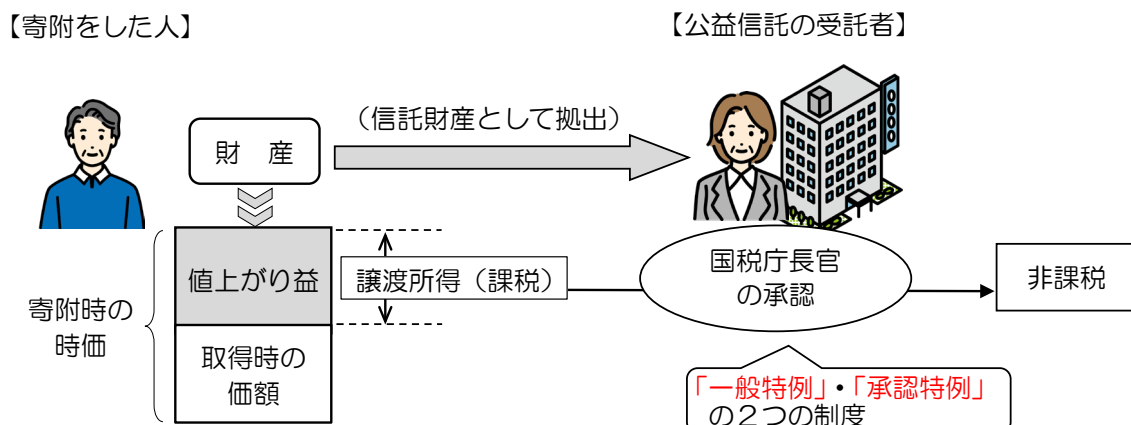 【寄附をした人】
【公益信託の受託者】
（信託財産として拠出）
財　産
値上がり益
譲渡所得（課税）
国税庁長官
の承認
非課税
寄附時の
時価
取得時の
価額
「一般特例」・「承認特例」
の２つの制度